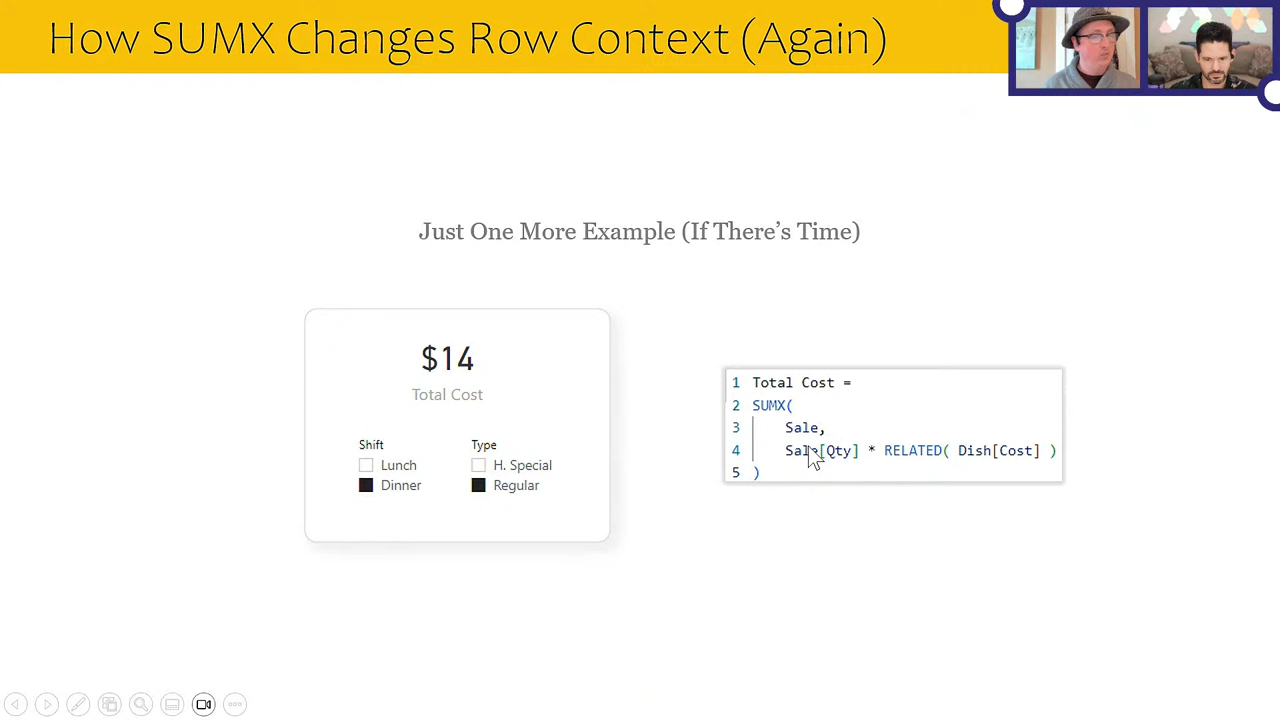 How SUMX Changes Row Context (Again)
Just One More Example (If There's Time)
$14
Total Cost
Shift
Lunch
Dinner
Type
H. Special
Regular
1 Total Cost =
2 SUMX(
3 Sale,
4 Sale[Qty] * RELATED( Dish[Cost] )
5 )